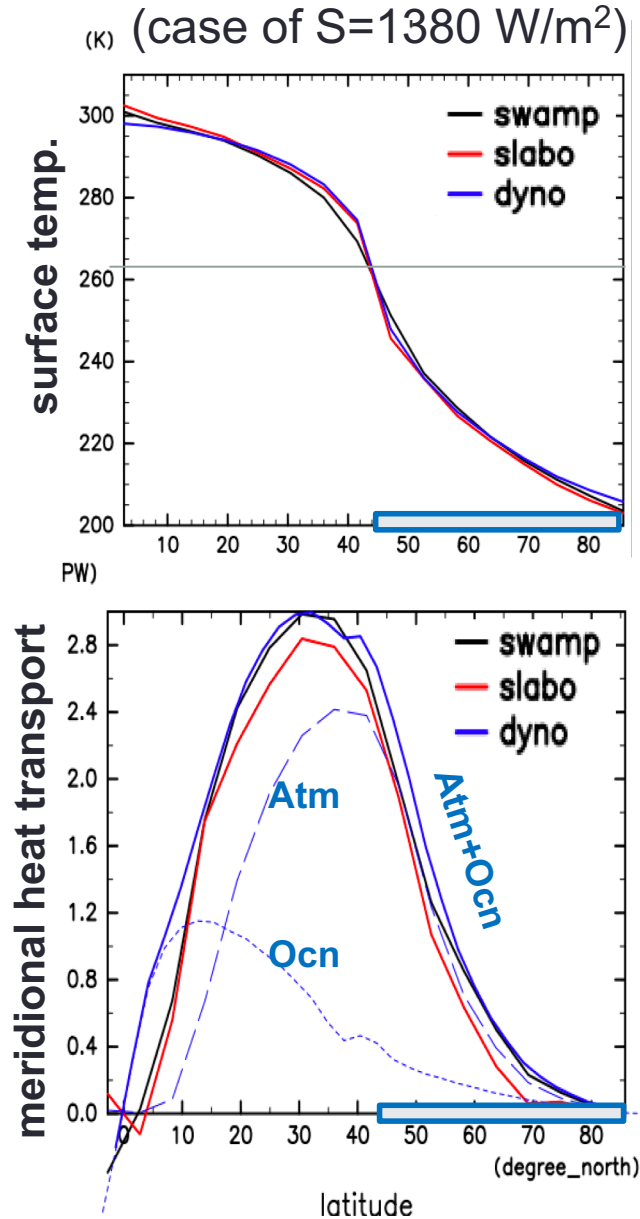 (case of S=1380 W/m²)
(K)
surface temp.
300
280
260
240
220
200
swamp
slabo
dyno
10 20 30 40 50 60 70 80
PW)
meridional heat transport
2.8
2.4
2.0
1.6
1.2
0.8
0.4
0.0
swamp
slabo
dyno
Atm
Ocn
Atm+Ocn
0 10 20 30 40 50 60 70 80
(degree_north)
latitude